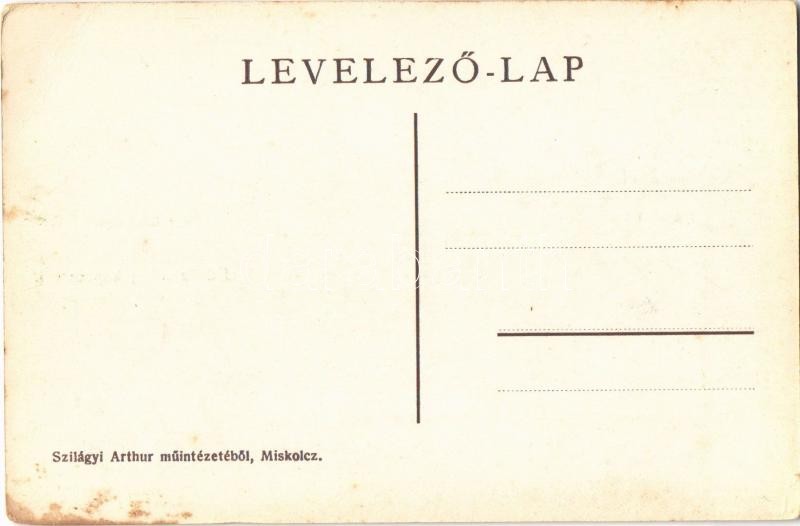 LEVELEZŐ-LAP
Szilágyi Arthur műintézetéből, Miskolcz.